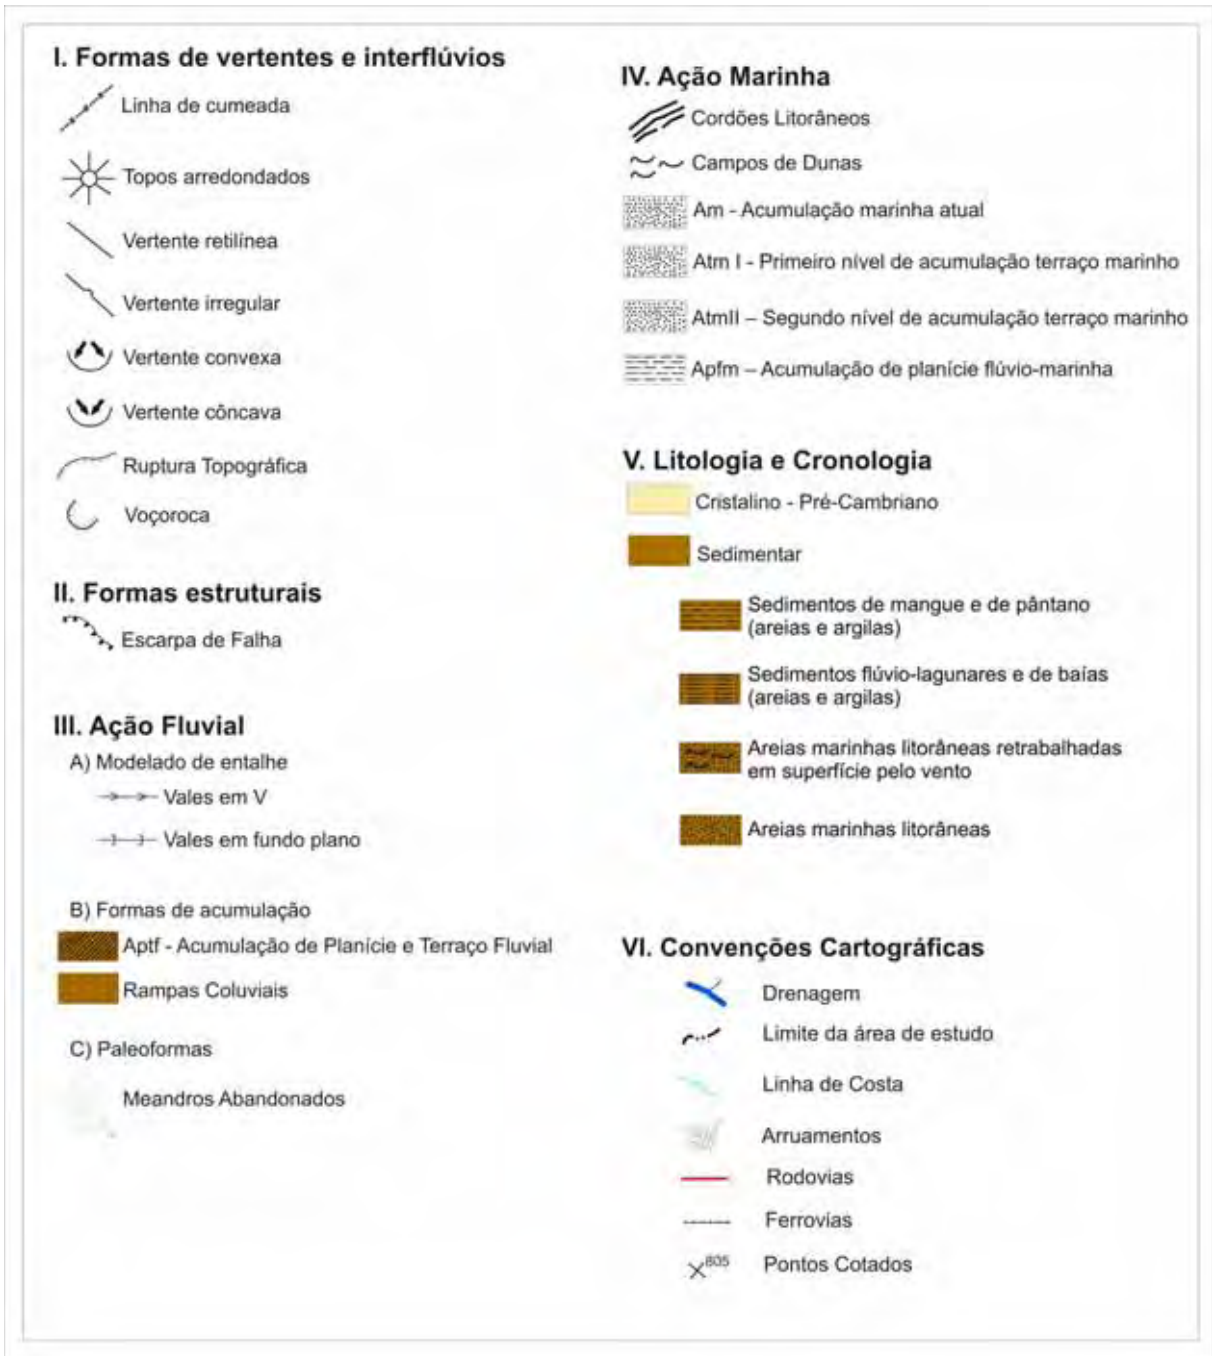 I. Formas de vertentes e interflúvios
Linha de cumeada
Topos arredondados
Vertente retilínea
Vertente irregular
Vertente convexa
Vertente côncava
Ruptura Topográfica
Voçoroca
II. Formas estruturais
Escarpa de Falha
III. Ação Fluvial
A) Modelado de entalhe
Vales em V
Vales em fundo plano
B) Formas de acumulação
Aptf - Acumulação de Planície e Terraço Fluvial
Rampas Coluviais
C) Paleoformas
Meandros Abandonados
IV. Ação Marinha
Cordões Litorâneos
Campos de Dunas
Am - Acumulação marinha atual
Atm I - Primeiro nível de acumulação terraço marinho
AtmII – Segundo nível de acumulação terraço marinho
Apfm – Acumulação de planície flúvio-marinha
V. Litologia e Cronologia
Cristalino - Pré-Cambriano
Sedimentar
Sedimentos de mangue e de pântano
(areias e argilas)
Sedimentos flúvio-lagunares e de baías
(areias e argilas)
Areias marinhas litorâneas retrabalhadas
em superfície pelo vento
Areias marinhas litorâneas
VI. Convenções Cartográficas
Drenagem
Limite da área de estudo
Linha de Costa
Arruamentos
Rodovias
Ferrovias
805 Pontos Cotados